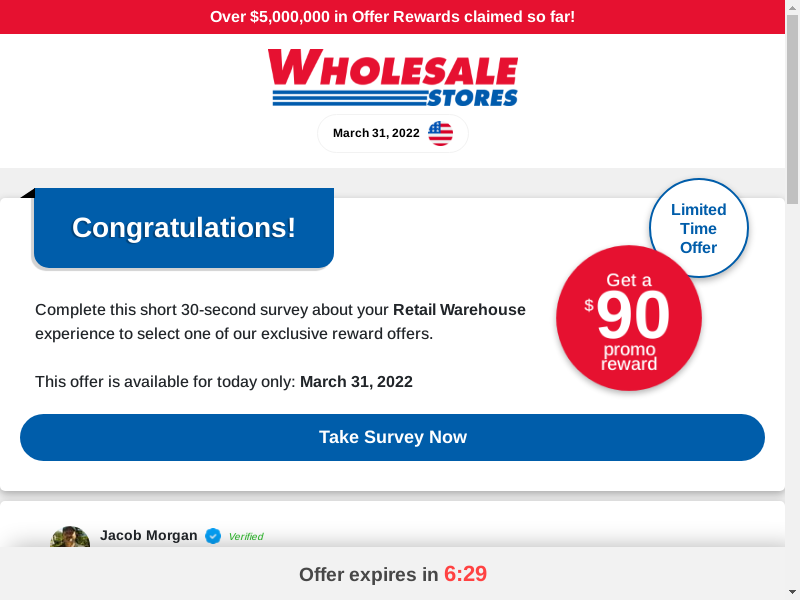 Over $5,000,000 in Offer Rewards claimed so far!
WHOLESALE
STORES
March 31, 2022
Congratulations!
Limited
Time
Offer
Get a
$90
promo
reward
Complete this short 30-second survey about your Retail Warehouse
experience to select one of our exclusive reward offers.
This offer is available for today only: March 31, 2022
Take Survey Now
Jacob Morgan Verified
Offer expires in 6:29